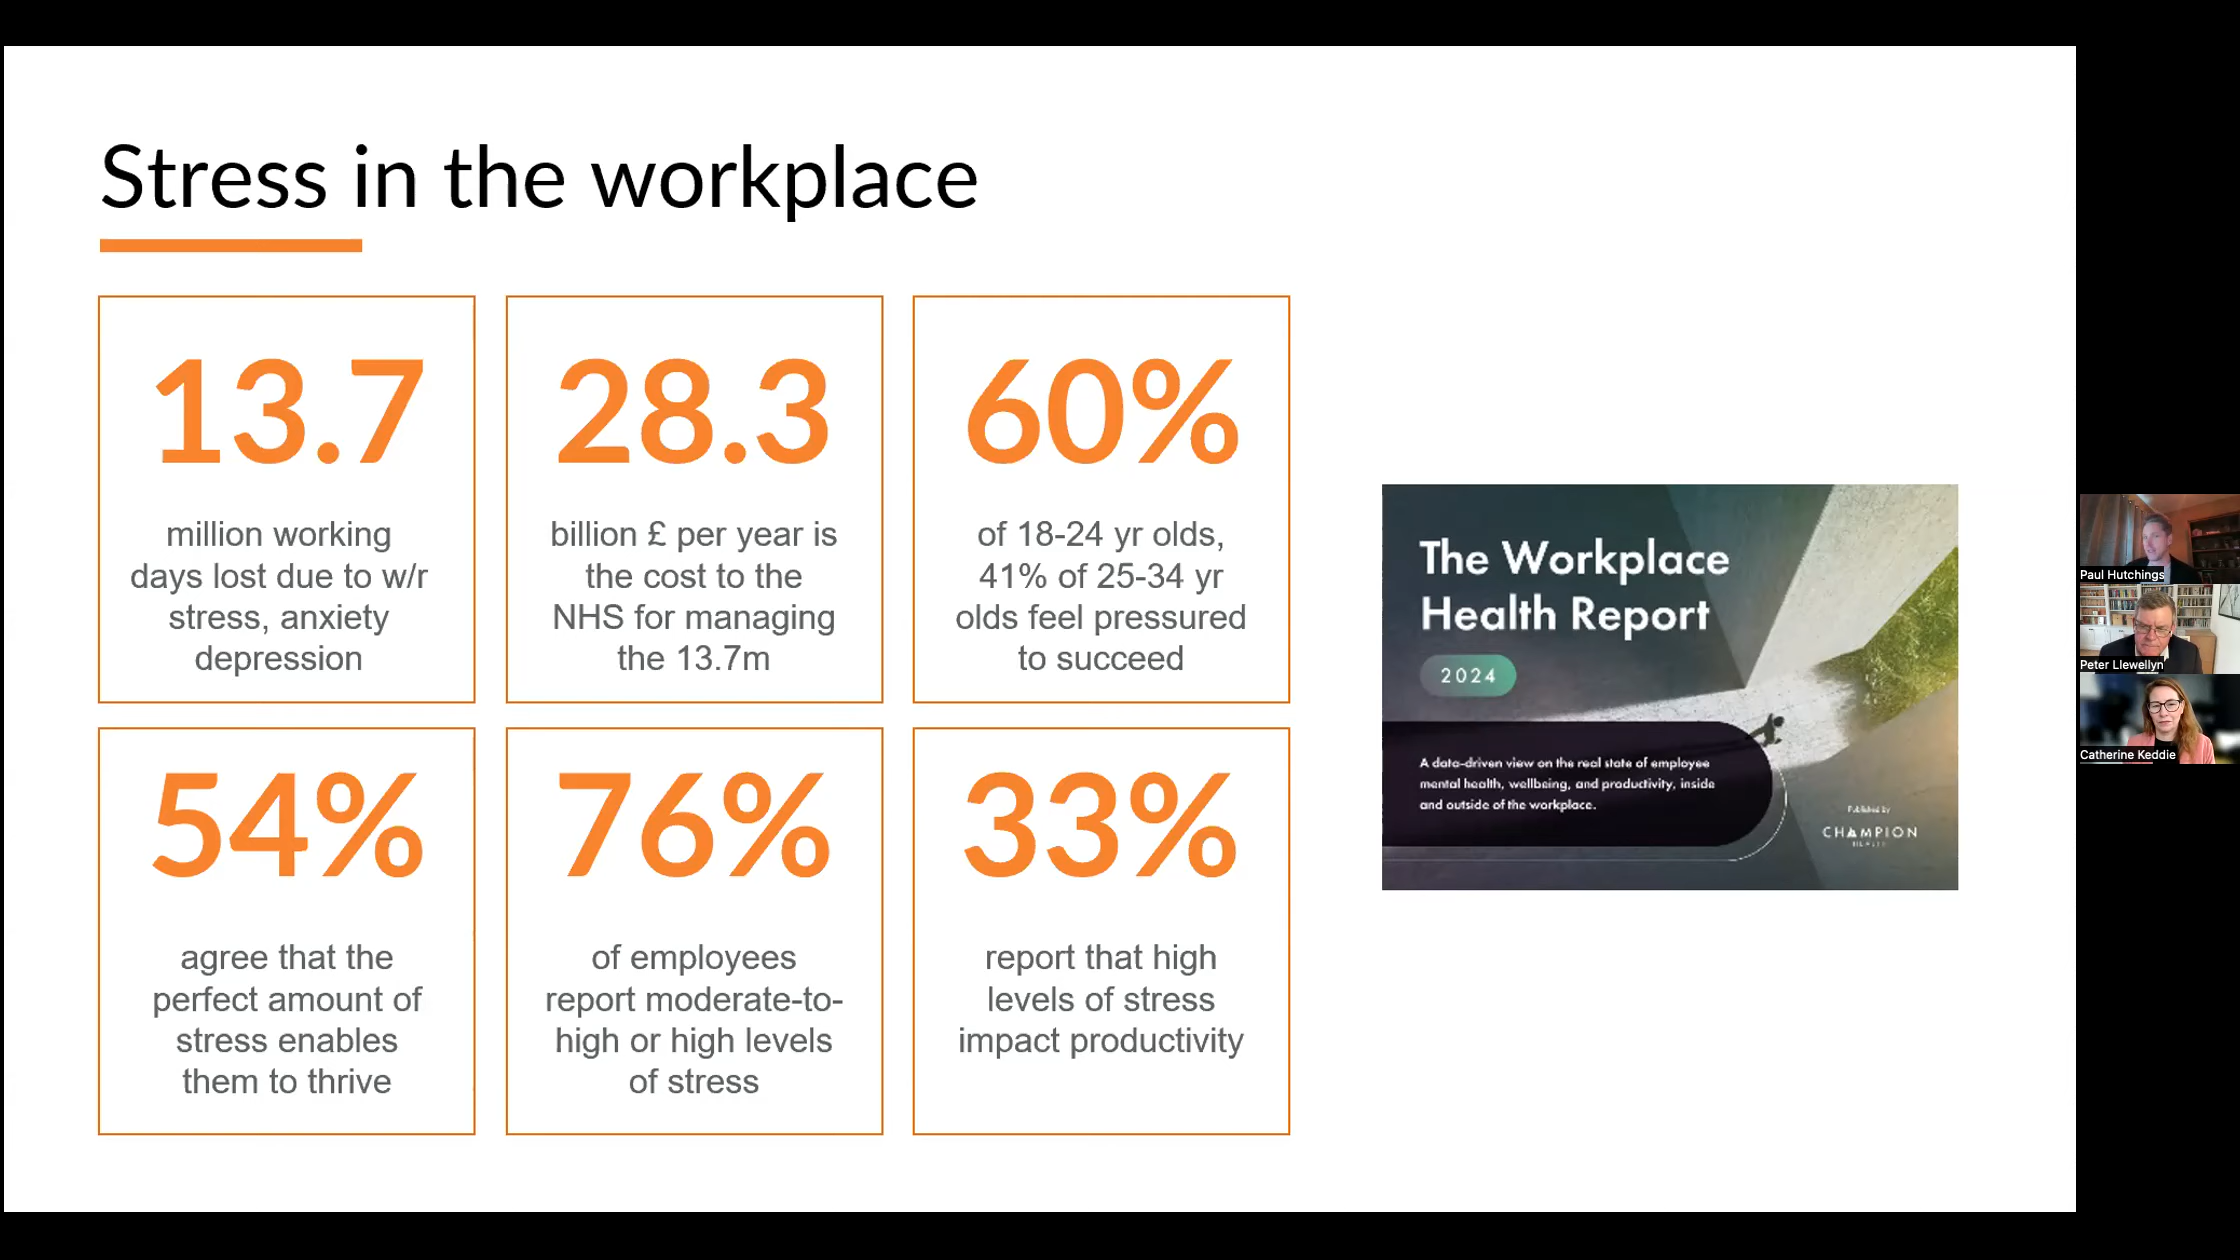 Stress in the workplace
13.7
million working
days lost due to w/r
stress, anxiety
depression
28.3
billion £ per year is
the cost to the
NHS for managing
the 13.7m
60%
of 18-24 yr olds,
41% of 25-34 yr
olds feel pressured
to succeed
54%
agree that the
perfect amount of
stress enables
them to thrive
76%
of employees
report moderate-to-
high or high levels
of stress
33%
report that high
levels of stress
impact productivity
The Workplace
Health Report
2024
A data-driven view on the real state of employee
mental health, wellbeing, and productivity, inside
and outside of the workplace.
Published by
CHAMPION
Paul Hutchings
Peter Llewellyn
Catherine Keddie